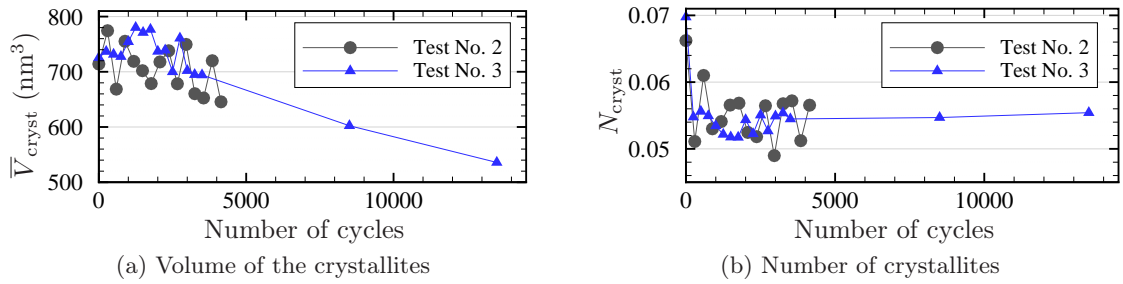 800
700
600
500
V̅cryst (nm³)
0
5000
10000
Number of cycles
Test No. 2
Test No. 3
(a) Volume of the crystallites
0.07
0.06
0.05
Ncryst
0
5000
10000
Number of cycles
Test No. 2
Test No. 3
(b) Number of crystallites